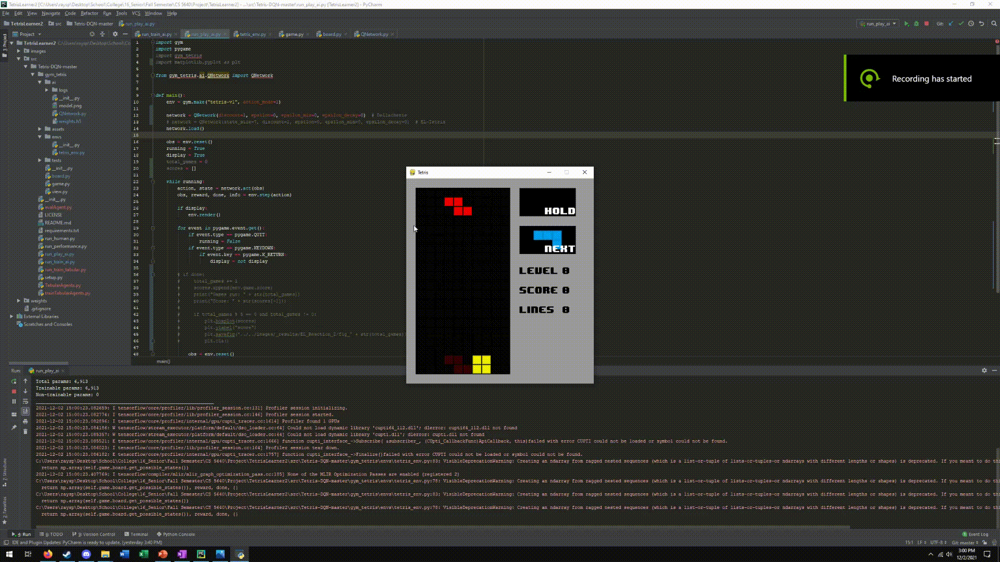 TetrisLearner2 [C:\Users\raysp\Desktop\School\College\16_Senior\Fall Semester\CS 5640\Project\TetrisLearner2] - ...\src\Tetris-DQN-master\run_play_ai.py [TetrisLearner2] - PyCharm
File Edit View Navigate Code Refactor Run Tools VCS Window Help
TetrisLearner2 src Tetris-DQN-master run_play_ai.py
run_play_ai Git:
Project
run_train_ai.py run_play_ai.py tetris_env.py game.py board.py QNetwork.py
1: Project
TetrisLearner2 C:\Users\raysp\Desktop\School\Co
images
src
Tetris-DQN-master
gym_tetris
ai
logs
__init__.py
model.png
QNetwork.py
weights.h5
assets
envs
__init__.py
tetris_env.py
tests
__init__.py
board.py
game.py
view.py
__init__.py
evalAgent.py
LICENSE
README.md
requirements.txt
run_human.py
run_performance.py
run_play_ai.py
run_train_ai.py
run_train_tabular.py
setup.py
TabularAgents.py
trainTabularAgents.py
weights
.gitignore
External Libraries
Scratches and Consoles
1 import gym
2 import pygame
3 import gym_tetris
4 import matplotlib.pyplot as plt
5
6 from gym_tetris.ai.QNetwork import QNetwork
7
8
9 def main():
10 env = gym.make("tetris-v1", action_mode=1)
11
12 network = QNetwork(discount=1, epsilon=0, epsilon_min=0, epsilon_decay=0) # Dellacherie
13 # network = QNetwork(state_size=7, discount=1, epsilon=0, epsilon_min=0, epsilon_decay=0) # EL-Tetris
14 network.load()
15
16 obs = env.reset()
17 running = True
18 display = True
19 total_games = 0
20 scores = []
21
22 while running:
23 action, state = network.act(obs)
24 obs, reward, done, info = env.step(action)
25
26 if display:
27 env.render()
28
29 for event in pygame.event.get():
30 if event.type == pygame.QUIT:
31 running = False
32 if event.type == pygame.KEYDOWN:
33 if event.key == pygame.K_RETURN:
34 display = not display
35
36 # if done:
37 # total_games += 1
38 # scores.append(env.game.score)
39 # print("Games run: " + str(total_games))
40 # print("Score: " + str(scores[-1]))
41 #
42 # if total_games % 5 == 0 and total_games != 0:
43 # plt.boxplot(scores)
44 # plt.ylabel("score")
45 # plt.savefig('../../images/_results/EL_Reaction_2/fig_' + str(total_games))
46 # plt.cla()
47
48 obs = env.reset()
main()
Recording has started
Tetris
HOLD
NEXT
LEVEL 0
SCORE 0
LINES 0
Run: run_play_ai
Total params: 6,913
Trainable params: 6,913
Non-trainable params: 0
2021-12-02 15:00:23.082659: I tensorflow/core/profiler/lib/profiler_session.cc:131] Profiler session initializing.
2021-12-02 15:00:23.082774: I tensorflow/core/profiler/lib/profiler_session.cc:146] Profiler session started.
2021-12-02 15:00:23.082896: I tensorflow/core/profiler/internal/gpu/cupti_tracer.cc:1614] Profiler found 1 GPUs
2021-12-02 15:00:23.084186: W tensorflow/stream_executor/platform/default/dso_loader.cc:64] Could not load dynamic library 'cupti64_112.dll'; dlerror: cupti64_112.dll not found
2021-12-02 15:00:23.085357: W tensorflow/stream_executor/platform/default/dso_loader.cc:64] Could not load dynamic library 'cupti.dll'; dlerror: cupti.dll not found
2021-12-02 15:00:23.085521: E tensorflow/core/profiler/internal/gpu/cupti_tracer.cc:1666] function cupti_interface_->Subscribe( &subscriber_, (CUpti_CallbackFunc)ApiCallback, this)failed with error CUPTI could not be loaded or symbol could not be found.
2021-12-02 15:00:23.086023: I tensorflow/core/profiler/lib/profiler_session.cc:164] Profiler session tear down.
2021-12-02 15:00:23.086182: E tensorflow/core/profiler/internal/gpu/cupti_tracer.cc:1757] function cupti_interface_->Finalize()failed with error CUPTI could not be loaded or symbol could not be found.
C:\Users\raysp\Desktop\School\College\16_Senior\Fall Semester\CS 5640\Project\TetrisLearner2\src\Tetris-DQN-master\gym_tetris\envs\tetris_env.py:83: VisibleDeprecationWarning: Creating an ndarray from ragged nested sequences (which is a list-or-tuple of lists-or-tuples-or ndarrays with different lengths or shapes) is deprecated. If you meant to do thi
return np.array(self.game.board.get_possible_states())
2021-12-02 15:00:23.407769: I tensorflow/compiler/mlir/mlir_graph_optimization_pass.cc:185] None of the MLIR Optimization Passes are enabled (registered 2)
C:\Users\raysp\Desktop\School\College\16_Senior\Fall Semester\CS 5640\Project\TetrisLearner2\src\Tetris-DQN-master\gym_tetris\envs\tetris_env.py:78: VisibleDeprecationWarning: Creating an ndarray from ragged nested sequences (which is a list-or-tuple of lists-or-tuples-or ndarrays with different lengths or shapes) is deprecated. If you meant to do thi
return np.array(self.game.board.get_possible_states()), reward, done, {}
C:\Users\raysp\Desktop\School\College\16_Senior\Fall Semester\CS 5640\Project\TetrisLearner2\src\Tetris-DQN-master\gym_tetris\envs\tetris_env.py:83: VisibleDeprecationWarning: Creating an ndarray from ragged nested sequences (which is a list-or-tuple of lists-or-tuples-or ndarrays with different lengths or shapes) is deprecated. If you meant to do thi
return np.array(self.game.board.get_possible_states())
C:\Users\raysp\Desktop\School\College\16_Senior\Fall Semester\CS 5640\Project\TetrisLearner2\src\Tetris-DQN-master\gym_tetris\envs\tetris_env.py:78: VisibleDeprecationWarning: Creating an ndarray from ragged nested sequences (which is a list-or-tuple of lists-or-tuples-or ndarrays with different lengths or shapes) is deprecated. If you meant to do thi
return np.array(self.game.board.get_possible_states()), reward, done, {}
7: Structure
2: Favorites
4: Run 6: TODO 9: Version Control Terminal Python Console
1 Event Log
IDE and Plugin Updates: PyCharm is ready to update. (yesterday 3:40 PM)
15:1 LF UTF-8 Git: master
3:00 PM
12/2/2021